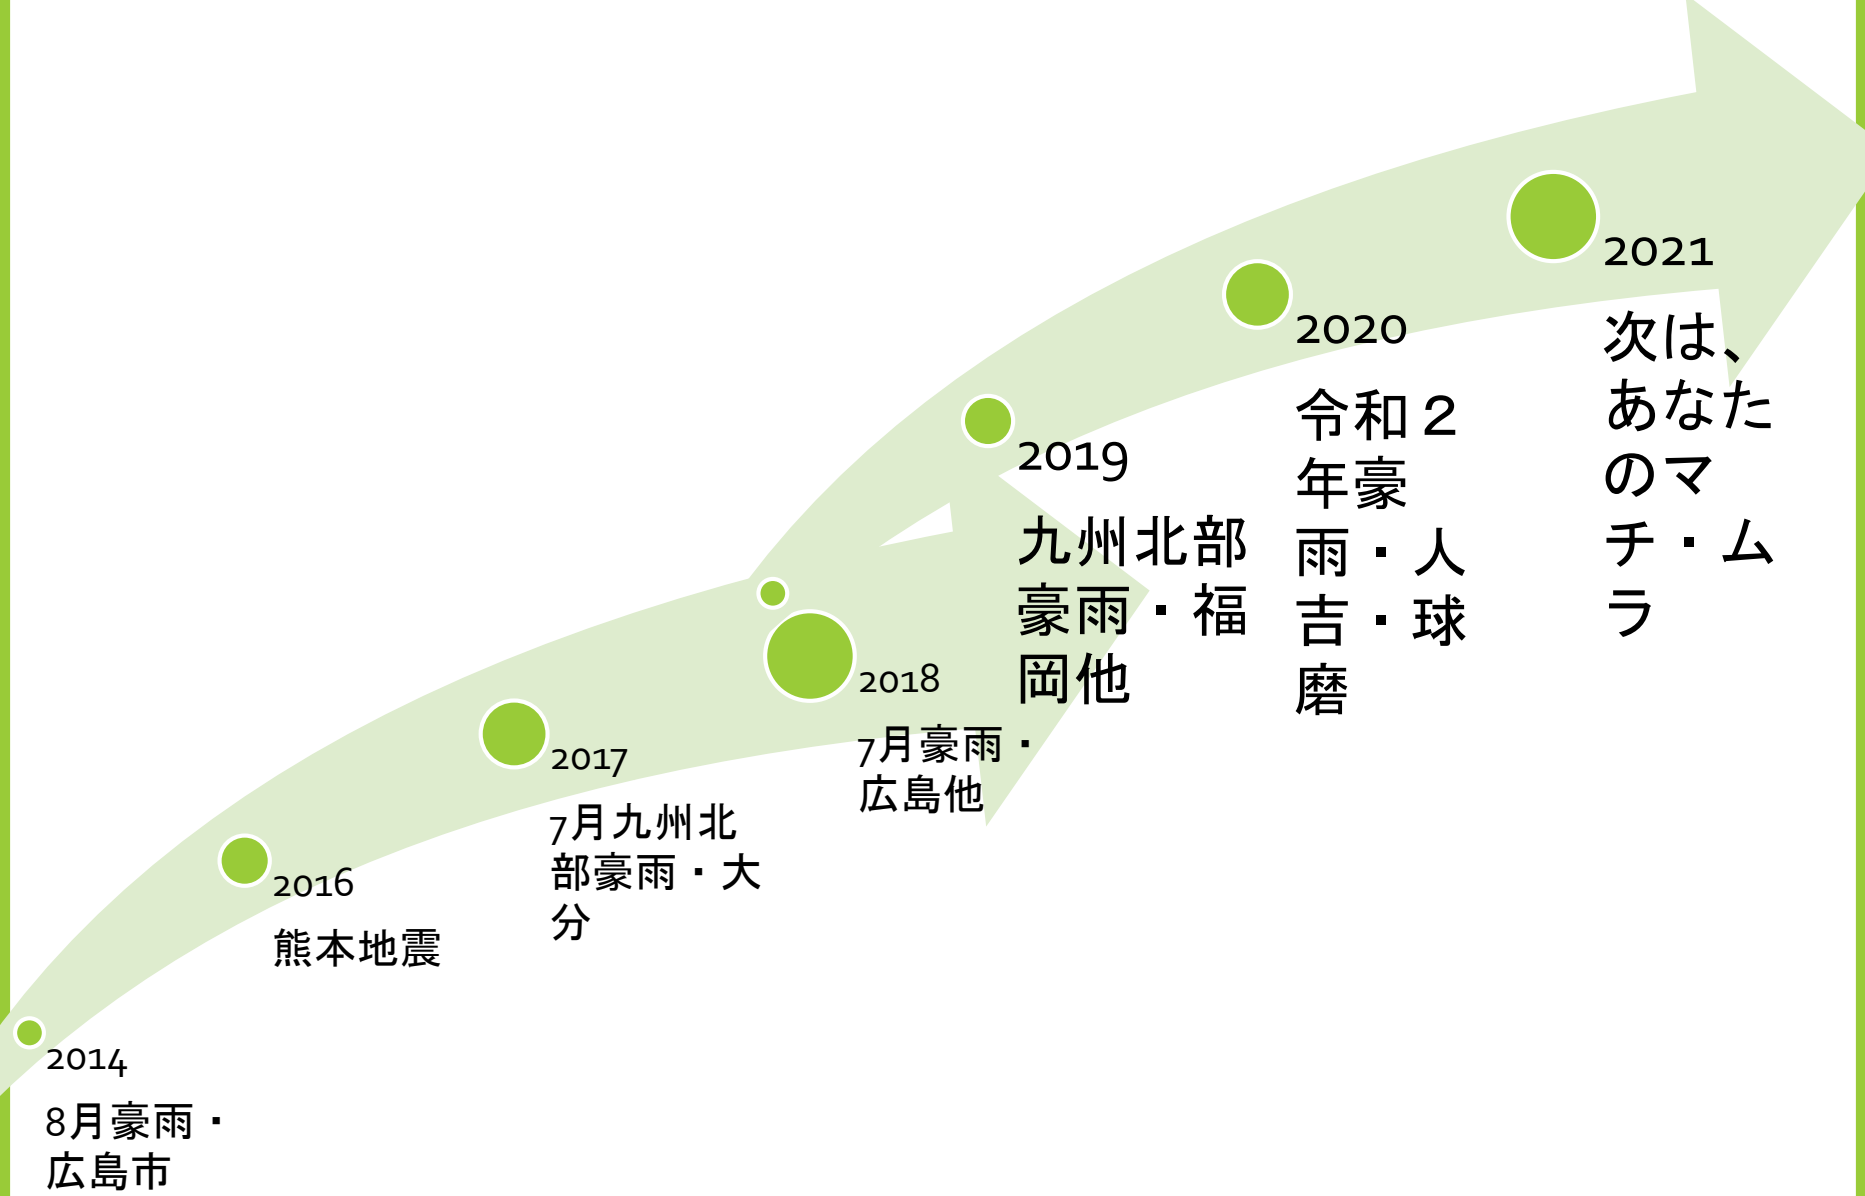 2014
8月豪雨・
広島市
2016
熊本地震
2017
7月九州北
部豪雨・大
分
2018
7月豪雨・
広島他
2019
九州北部
豪雨・福
岡他
2020
令和２
年豪
雨・人
吉・球
磨
2021
次は、
あなた
のマ
チ・ム
ラ